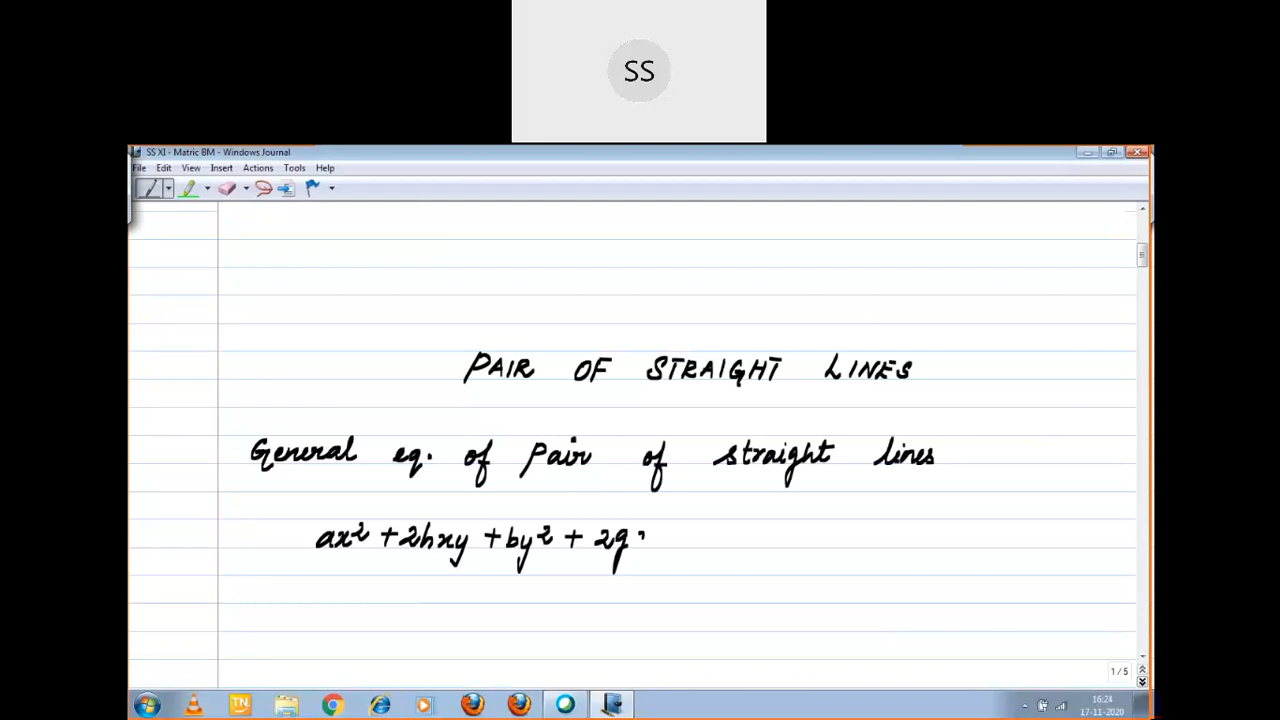 SS
SS XI - Matric BM - Windows Journal
File Edit View Insert Actions Tools Help
PAIR OF STRAIGHT LINES
General eq. of pair of straight lines
ax² + 2hxy + by² + 2g
1 / 5
TN
16:24
17-11-2020